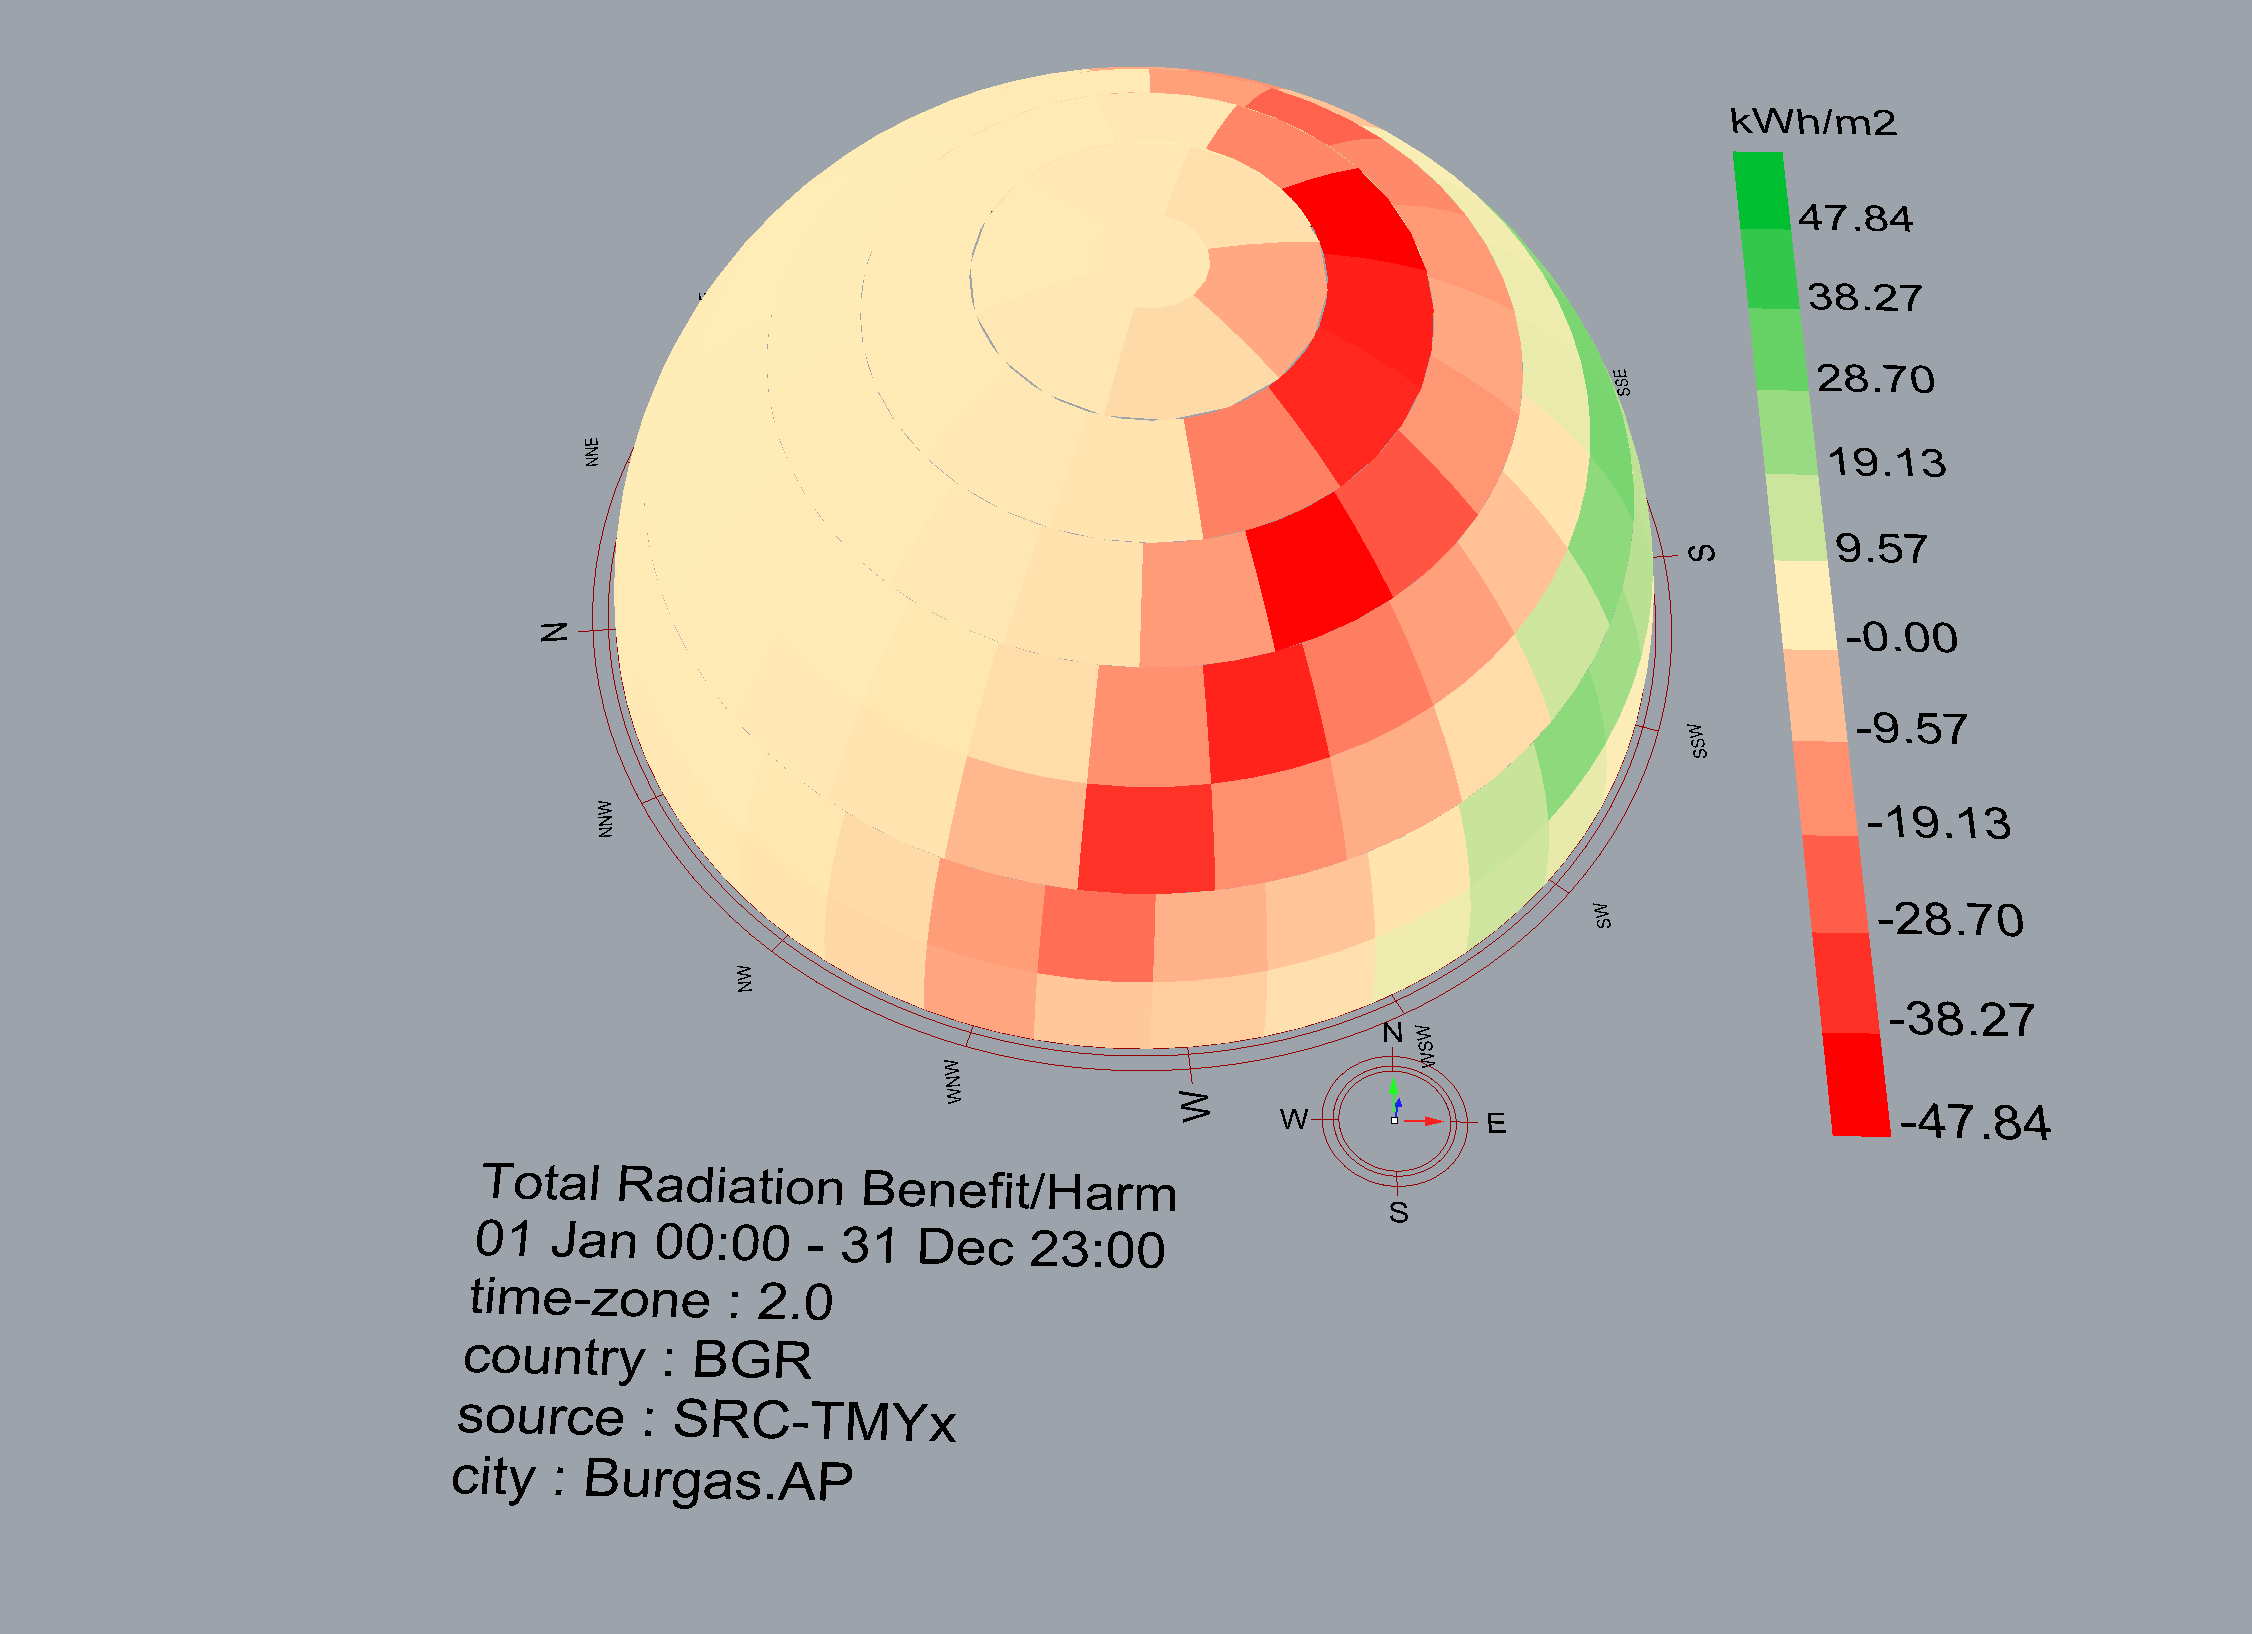 kWh/m2
47.84
38.27
28.70
19.13
9.57
-0.00
-9.57
-19.13
-28.70
-38.27
-47.84
NNE
N
NNW
NW
WNW
W
WSW
SW
SSW
S
SSE
N
W
E
S
Total Radiation Benefit/Harm
01 Jan 00:00 - 31 Dec 23:00
time-zone : 2.0
country : BGR
source : SRC-TMYx
city : Burgas.AP